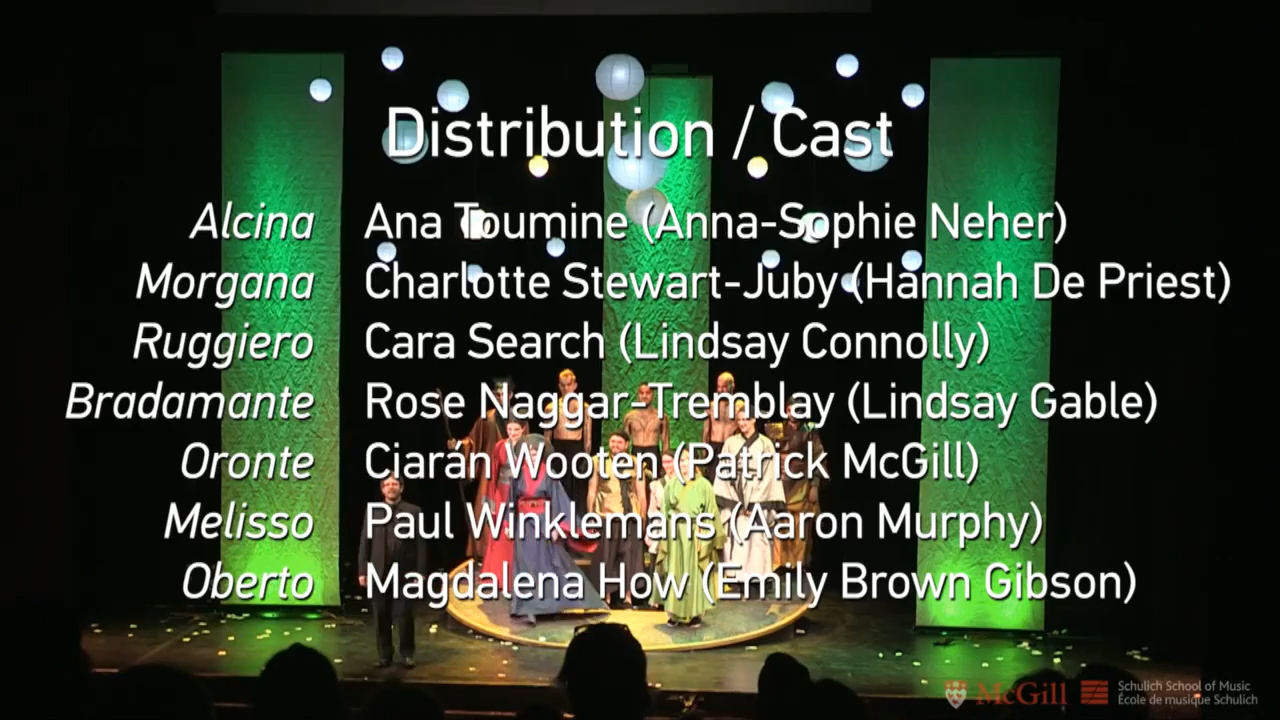 Distribution / Cast
Alcina Ana Toumine (Anna-Sophie Neher)
Morgana Charlotte Stewart-Juby (Hannah De Priest)
Ruggiero Cara Search (Lindsay Connolly)
Bradamante Rose Naggar-Tremblay (Lindsay Gable)
Oronte Ciarán Wooten (Patrick McGill)
Melisso Paul Winklemans (Aaron Murphy)
Oberto Magdalena How (Emily Brown Gibson)
McGill
Schulich School of Music
École de musique Schulich